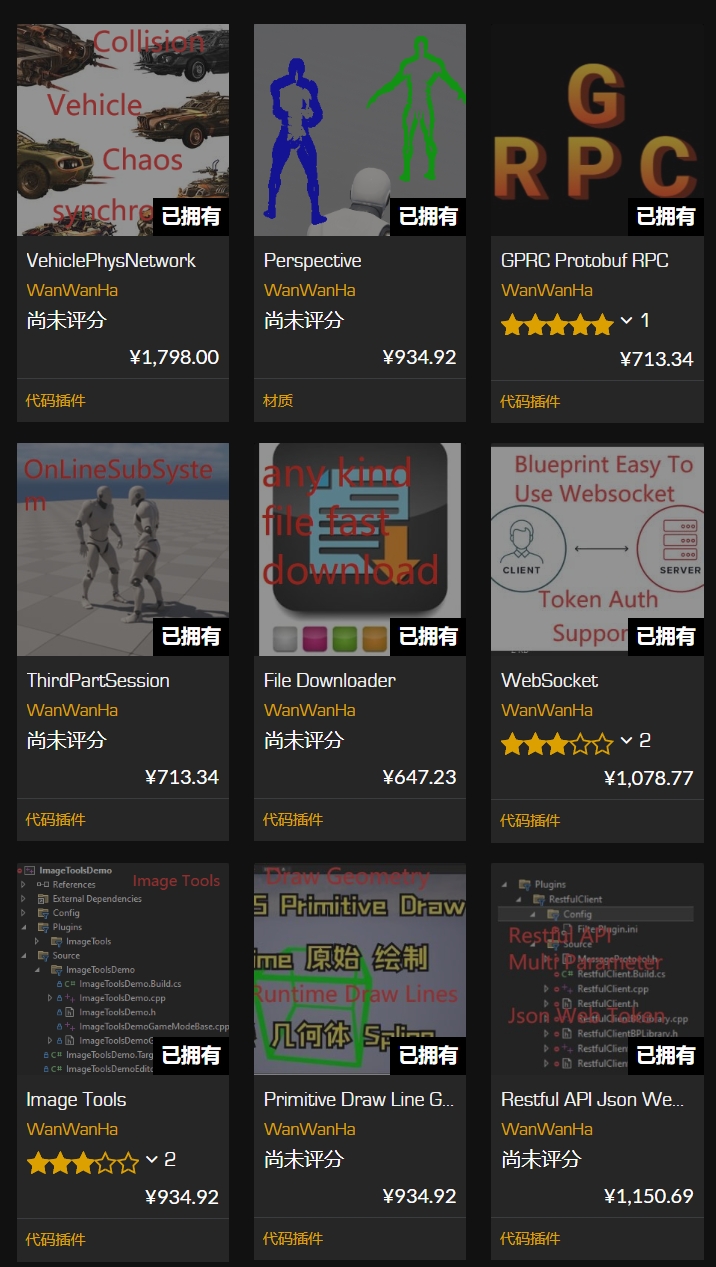 Collision
Vehicle
Chaos
synchro
已拥有
VehiclePhysNetwork
WanWanHa
尚未评分
¥1,798.00
代码插件
已拥有
Perspective
WanWanHa
尚未评分
¥934.92
材质
G
RPC
已拥有
GPRC Protobuf RPC
WanWanHa
1
¥713.34
代码插件
OnLineSubSyste
m
已拥有
ThirdPartSession
WanWanHa
尚未评分
¥713.34
代码插件
any kind
file fast
download
已拥有
File Downloader
WanWanHa
尚未评分
¥647.23
代码插件
Blueprint Easy To
Use Websocket
CLIENT
SERVER
Token Auth
Suppor
已拥有
WebSocket
WanWanHa
2
¥1,078.77
代码插件
ImageToolsDemo
Image Tools
References
External Dependencies
Config
Plugins
ImageTools
Source
ImageToolsDemo
ImageToolsDemo.Build.cs
ImageToolsDemo.cpp
ImageToolsDemo.h
ImageToolsDemoGameModeBase.cpp
ImageToolsDemoG
ImageToolsDemo.Targ
ImageToolsDemoEdito
已拥有
Image Tools
WanWanHa
2
¥934.92
代码插件
Draw Geometry
5 Primitive Draw
ime 原始 绘制
Runtime Draw Lines
几何体 Spline
已拥有
Primitive Draw Line G...
WanWanHa
尚未评分
¥934.92
代码插件
Plugins
RestfulClient
Config
FilterPlugin.ini
Restful API
Source
Multi Parameter
MessageProtocol.h
RestfulClient.Build.cs
RestfulClient.cpp
RestfulClient.h
Json Web Token
RestfulClientBPLibrary.cpp
RestfulClientBPLibrary.h
RestfulClien
RestfulClien
已拥有
Restful API Json We...
WanWanHa
尚未评分
¥1,150.69
代码插件